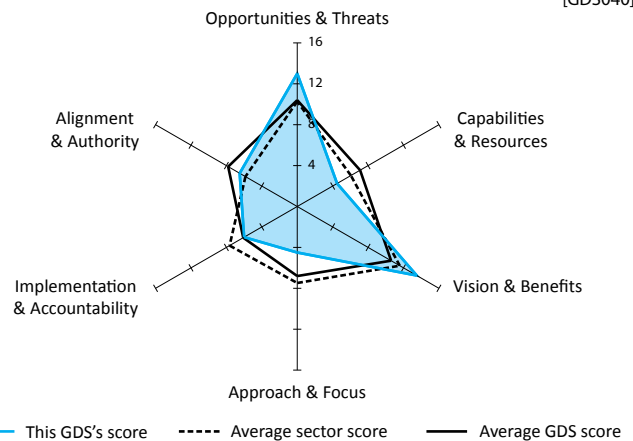 [GDS040]
Opportunities & Threats
16
12
8
4
Alignment
& Authority
Capabilities
& Resources
Implementation
& Accountability
Vision & Benefits
Approach & Focus
This GDS's score
Average sector score
Average GDS score